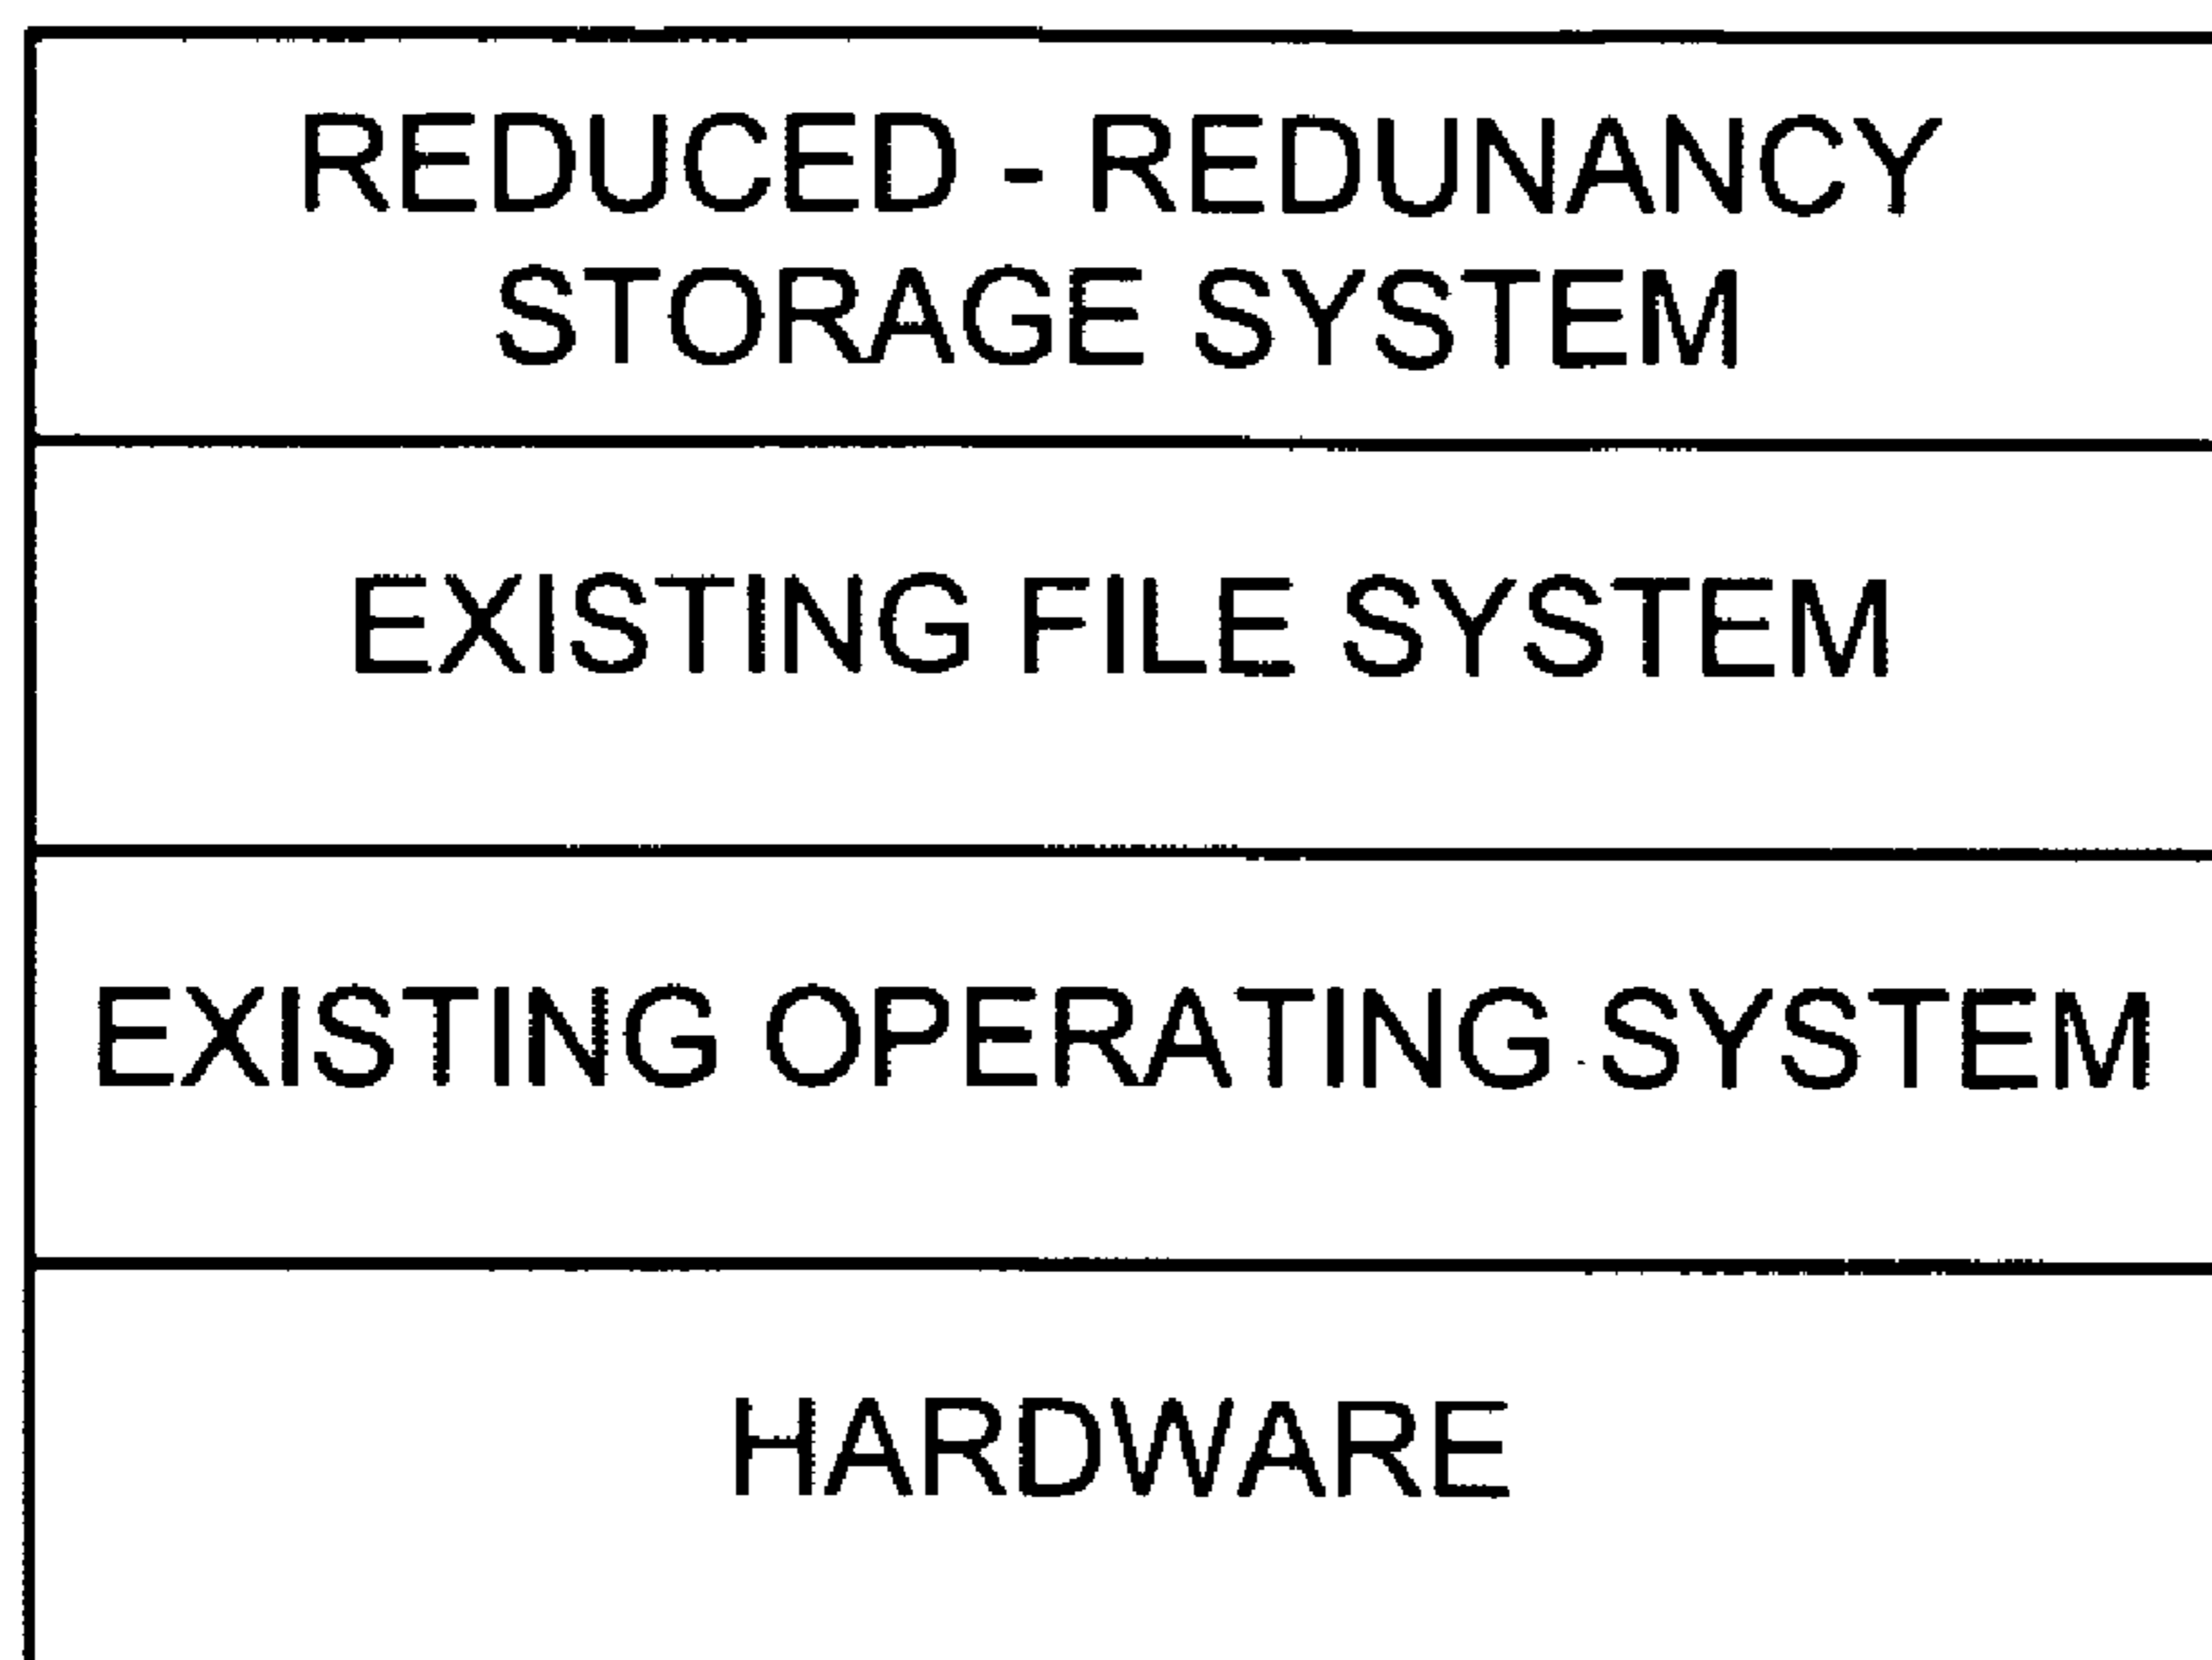 REDUCED - REDUNANCY
STORAGE SYSTEM
EXISTING FILE SYSTEM
EXISTING OPERATING SYSTEM
HARDWARE